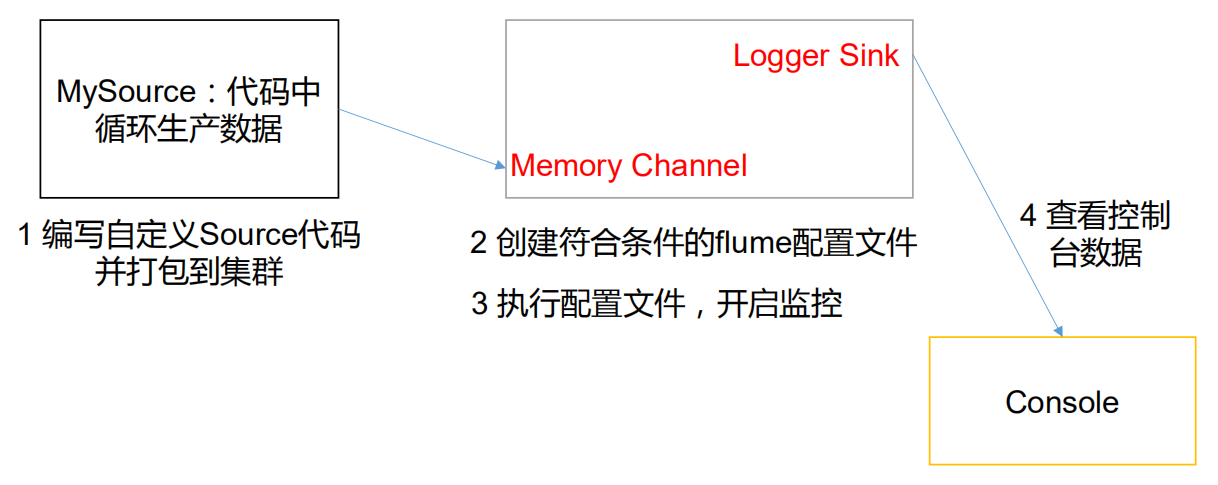 MySource：代码中
循环生产数据
1 编写自定义Source代码
并打包到集群
Logger Sink
Memory Channel
2 创建符合条件的flume配置文件
3 执行配置文件，开启监控
4 查看控制
台数据
Console